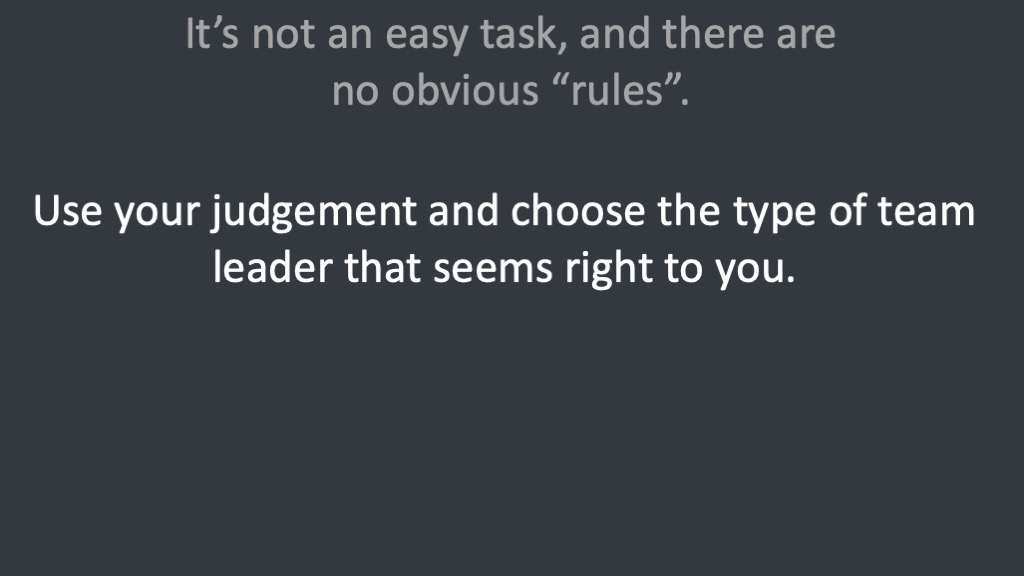 It’s not an easy task, and there are
no obvious “rules”.
Use your judgement and choose the type of team
leader that seems right to you.